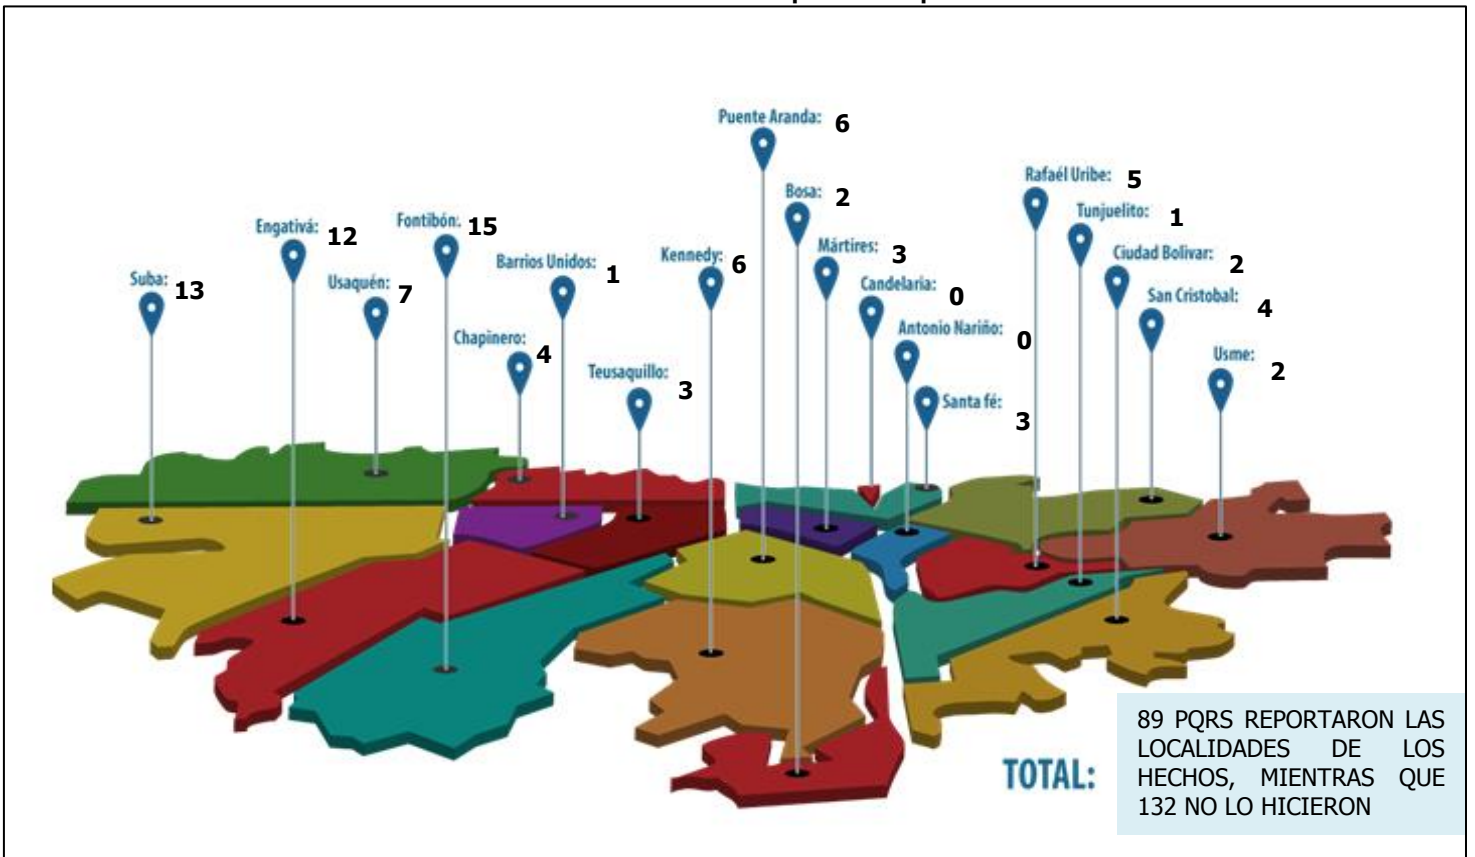 Puente Aranda: 6
Bosa: 2
Rafaél Uribe: 5
Tunjuelito: 1
Engativá: 12
Fontibón: 15
Barrios Unidos: 1
Kennedy: 6
Mártires: 3
Ciudad Bolivar: 2
Suba: 13
Usaquén: 7
Candelaria: 0
San Cristobal: 4
Chapinero: 4
Antonio Nariño: 0
Teusaquillo: 3
Usme: 2
Santa fé: 3
TOTAL:
89 PQRS REPORTARON LAS
LOCALIDADES DE LOS
HECHOS, MIENTRAS QUE
132 NO LO HICIERON